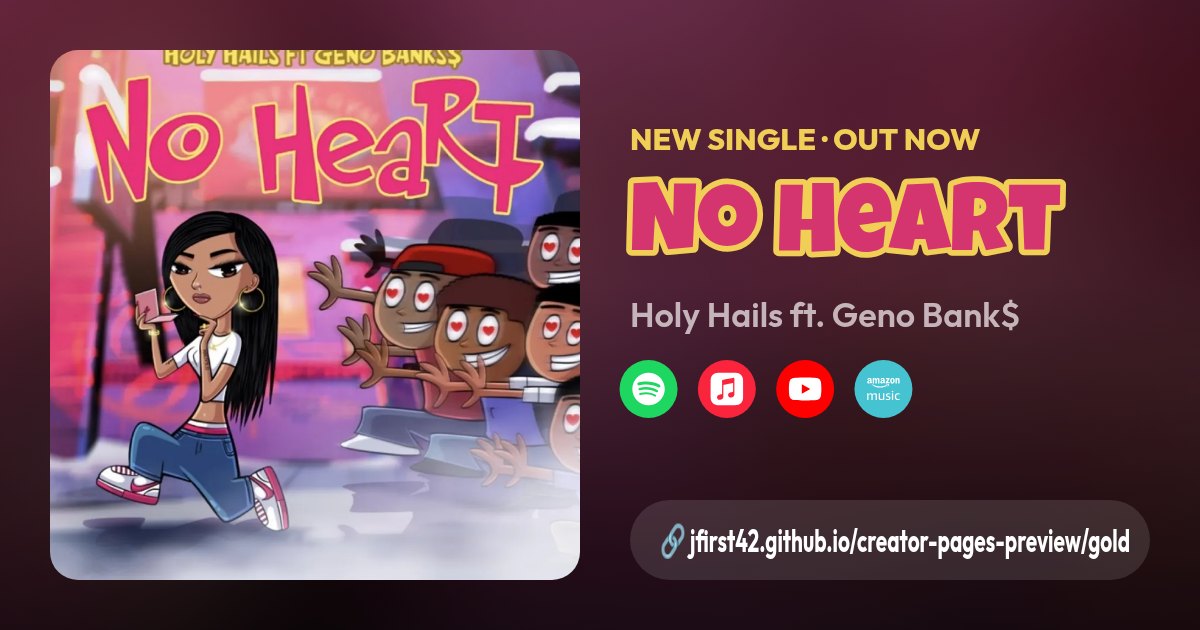 HOLY HAILS FT GENO BANK$$
No HeaRT
NEW SINGLE · OUT NOW
No HeART
Holy Hails ft. Geno Bank$
amazon
music
🔗 jfirst42.github.io/creator-pages-preview/gold